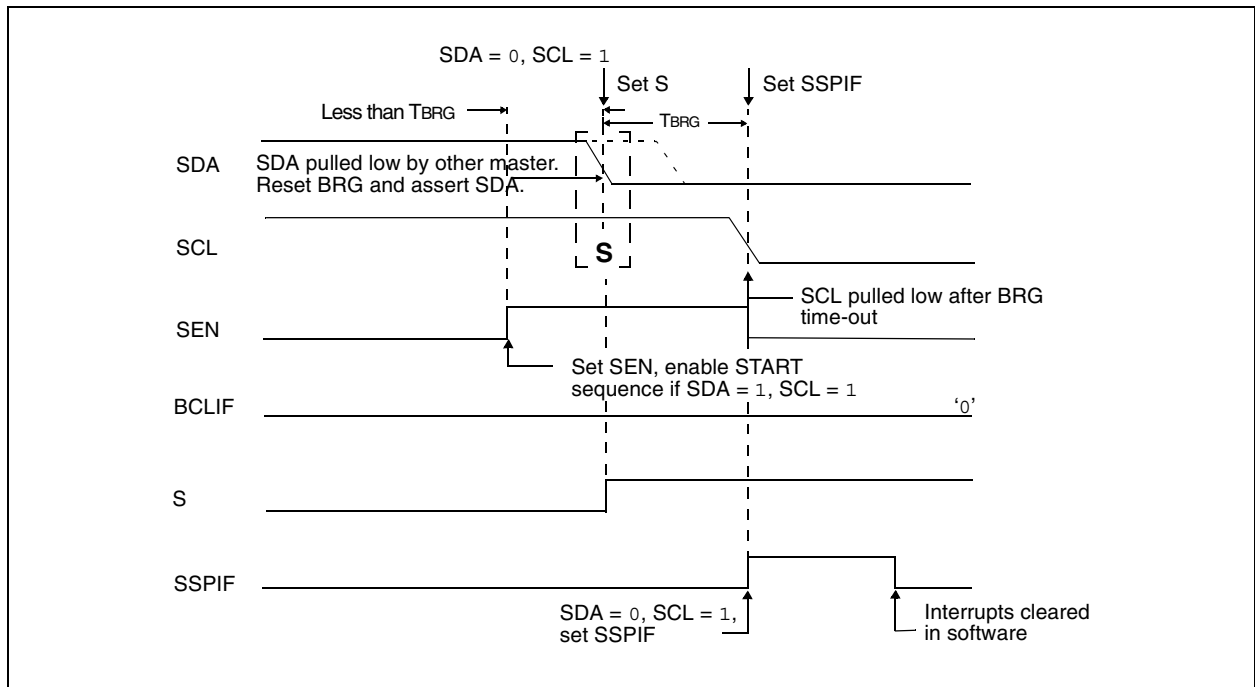 SDA = 0, SCL = 1
Set S
Set SSPIF
Less than TBRG
TBRG
SDA
SDA pulled low by other master.
Reset BRG and assert SDA.
SCL
S
SCL pulled low after BRG
time-out
SEN
Set SEN, enable START
sequence if SDA = 1, SCL = 1
BCLIF
‘0’
S
SSPIF
SDA = 0, SCL = 1,
set SSPIF
Interrupts cleared
in software